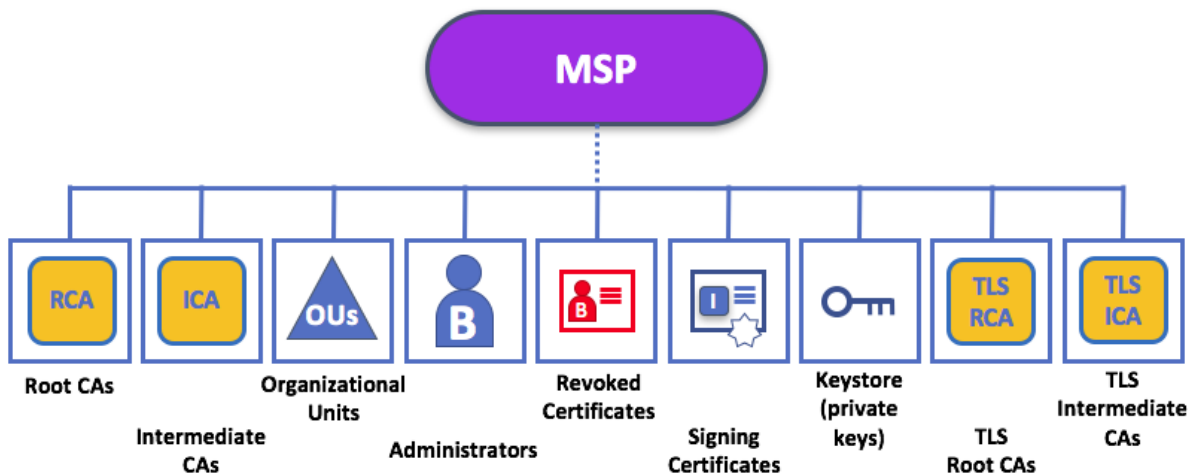 MSP
RCA
ICA
OUs
B
B
I
TLS
RCA
TLS
ICA
Root CAs
Intermediate
CAs
Organizational
Units
Administrators
Revoked
Certificates
Signing
Certificates
Keystore
(private
keys)
TLS
Root CAs
TLS
Intermediate
CAs